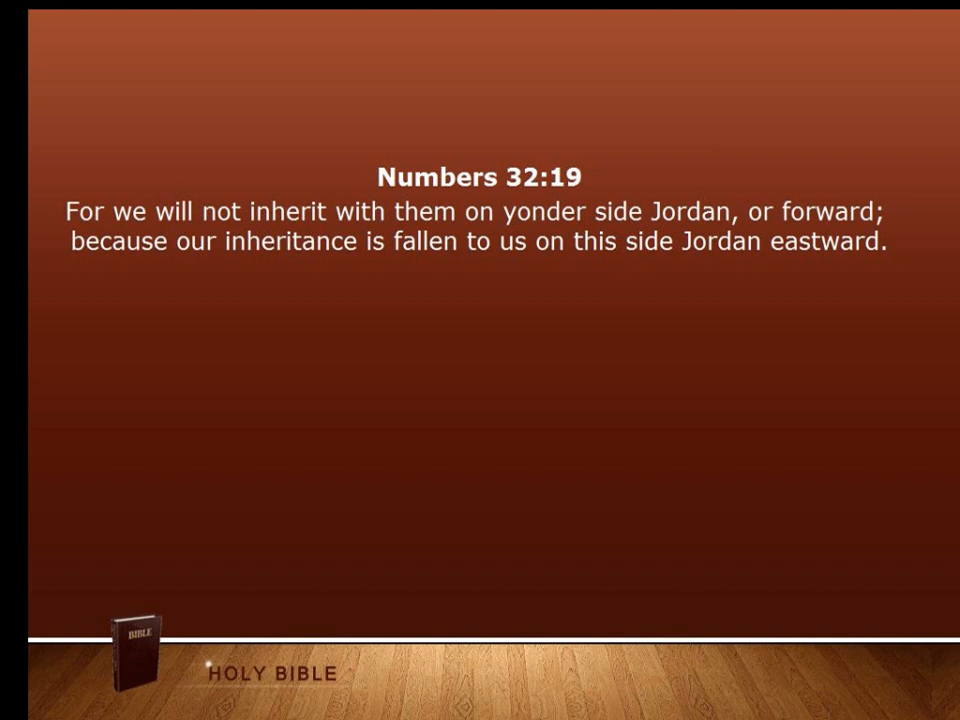 Numbers 32:19
For we will not inherit with them on yonder side Jordan, or forward;
because our inheritance is fallen to us on this side Jordan eastward.
BIBLE
HOLY BIBLE